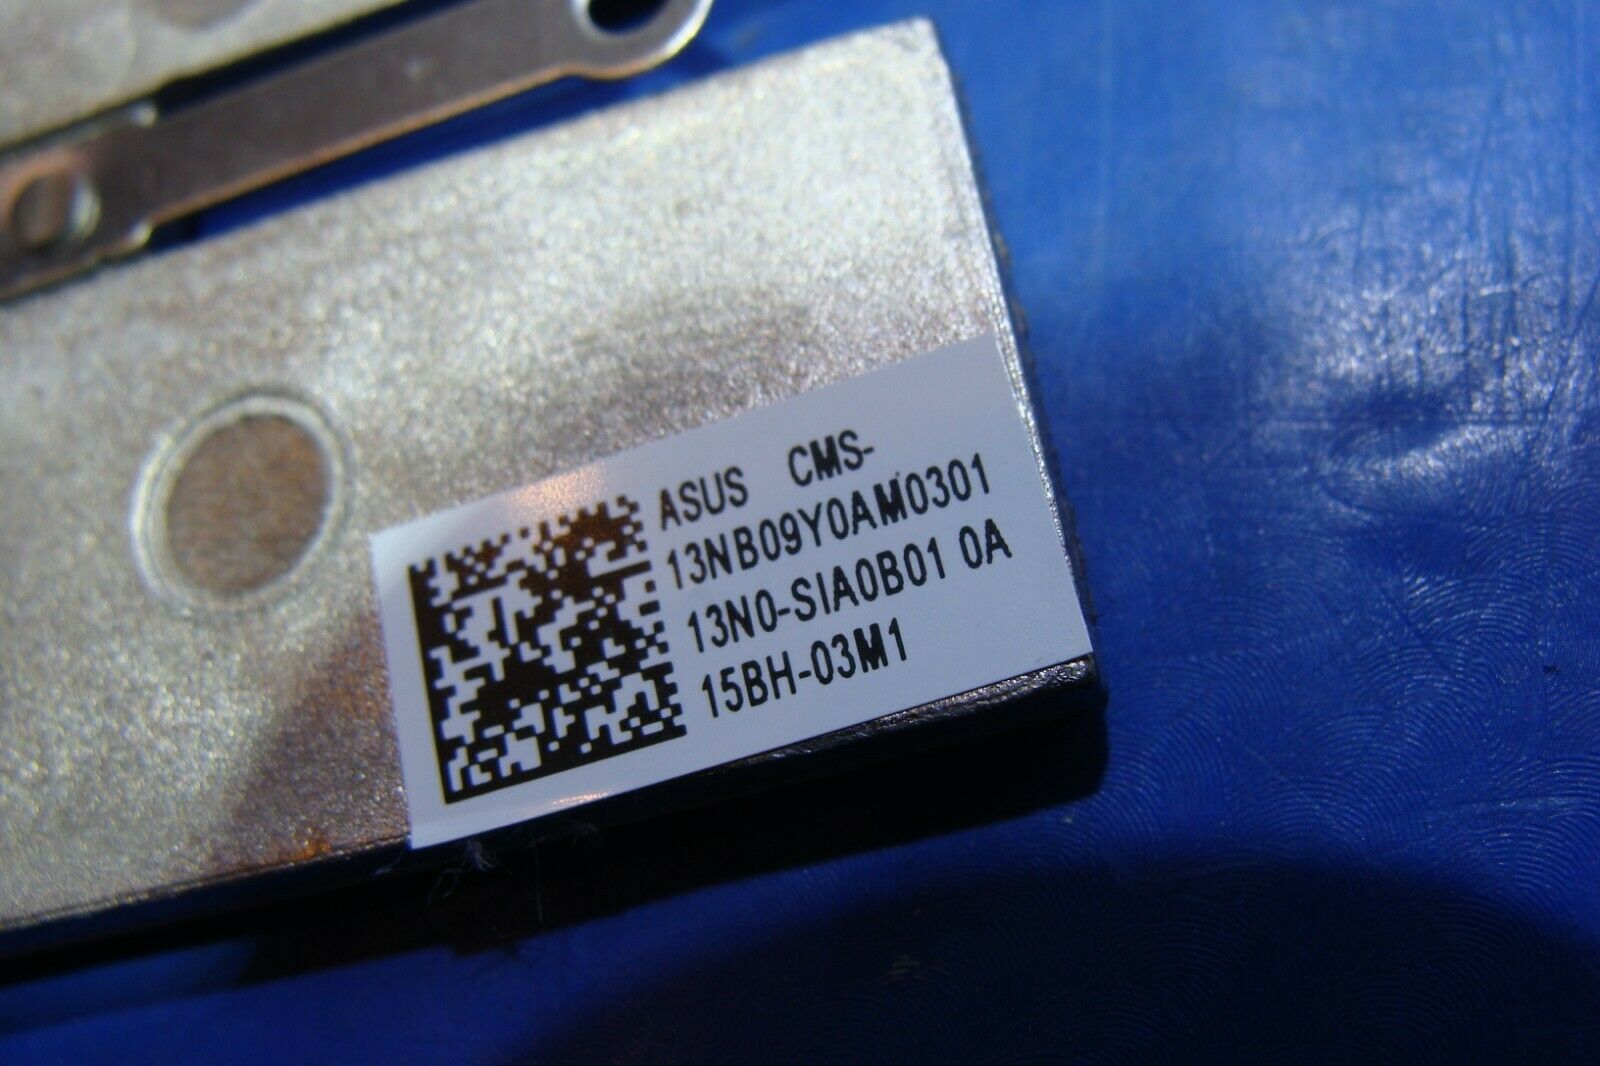 ASUS CMS-
13NB09Y0AM0301
13N0-SIA0B01 0A
15BH-03M1